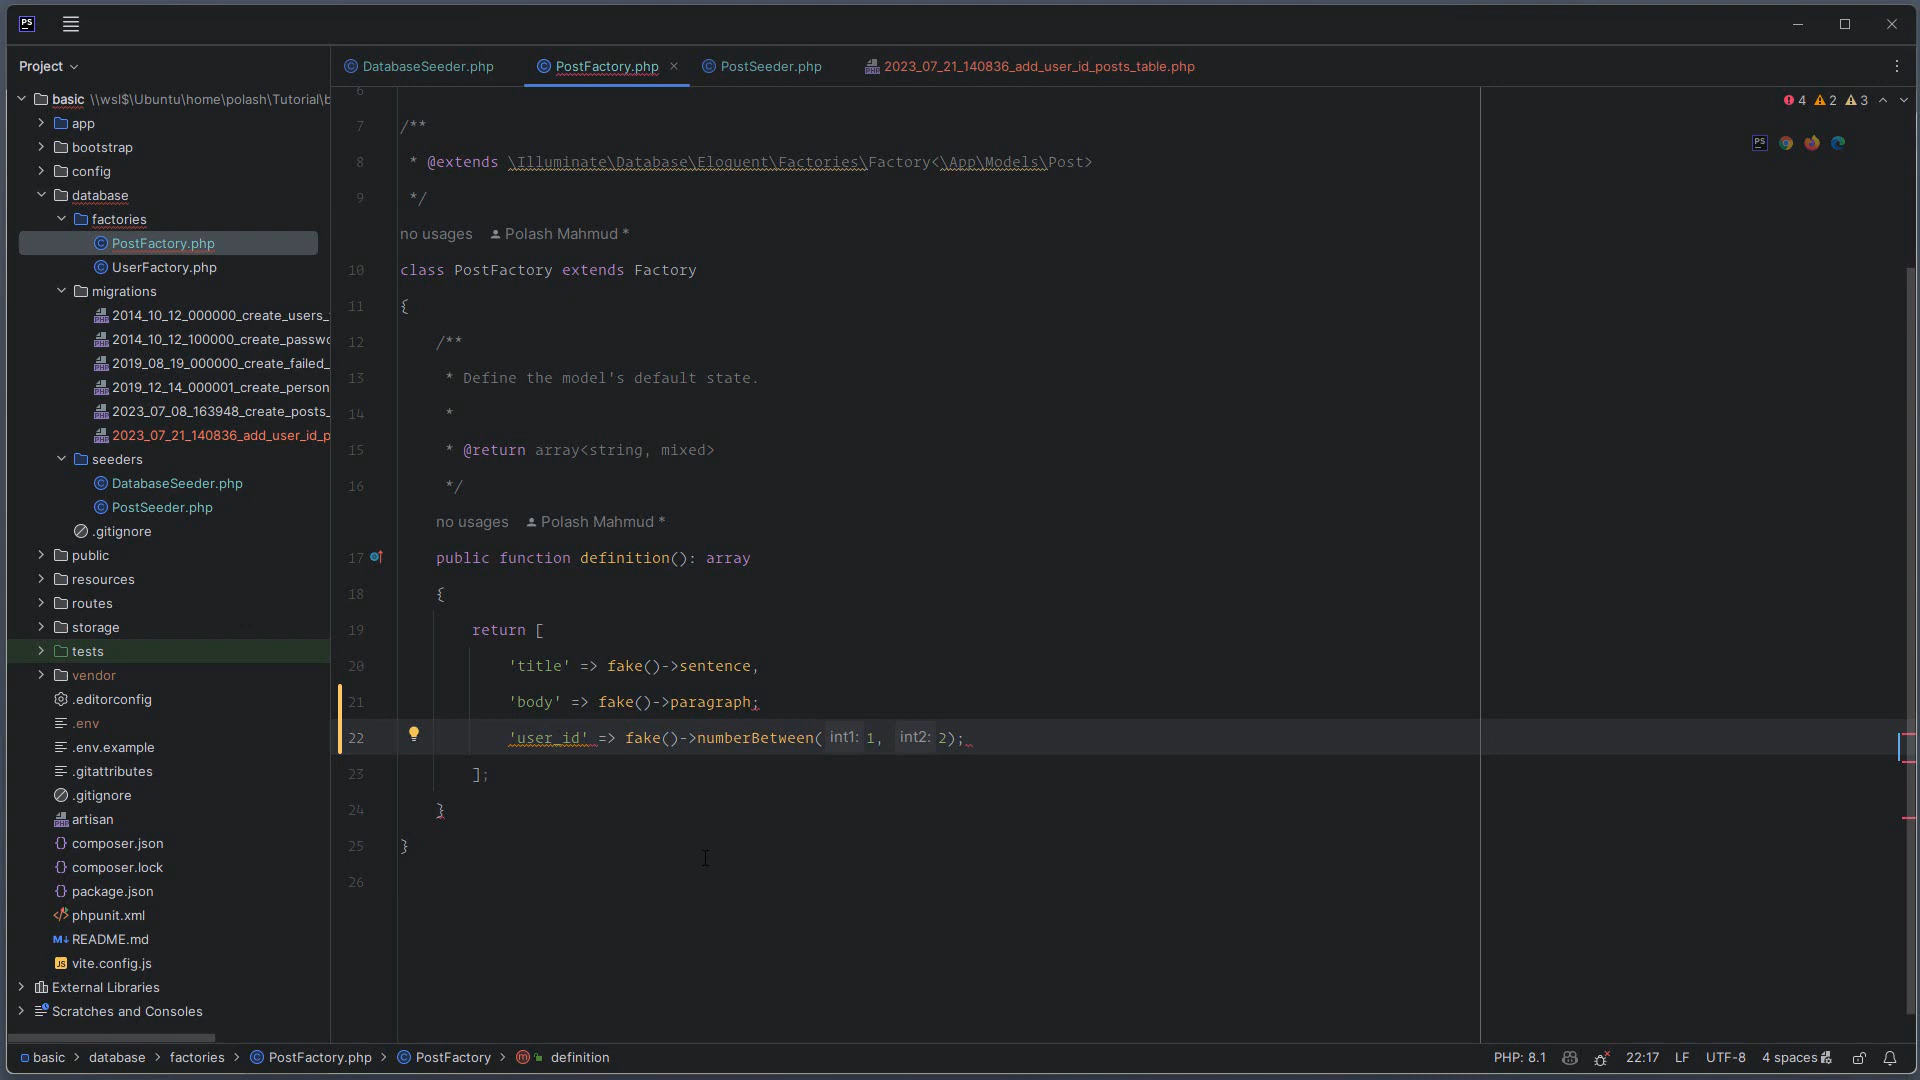 PS
Project
DatabaseSeeder.php
PostFactory.php
PostSeeder.php
2023_07_21_140836_add_user_id_posts_table.php
basic \\wsl$\Ubuntu\home\polash\Tutorial\b
app
bootstrap
config
database
factories
PostFactory.php
UserFactory.php
migrations
2014_10_12_000000_create_users_
2014_10_12_100000_create_passwo
2019_08_19_000000_create_failed_
2019_12_14_000001_create_person
2023_07_08_163948_create_posts_
2023_07_21_140836_add_user_id_p
seeders
DatabaseSeeder.php
PostSeeder.php
.gitignore
public
resources
routes
storage
tests
vendor
.editorconfig
.env
.env.example
.gitattributes
.gitignore
artisan
composer.json
composer.lock
package.json
phpunit.xml
README.md
vite.config.js
External Libraries
Scratches and Consoles
4 2 3
6
7 /**
8 * @extends \Illuminate\Database\Eloquent\Factories\Factory<\App\Models\Post>
9 */
no usages Polash Mahmud *
10 class PostFactory extends Factory
11 {
12 /**
13 * Define the model's default state.
14 *
15 * @return array<string, mixed>
16 */
no usages Polash Mahmud *
17 public function definition(): array
18 {
19 return [
20 'title' => fake()->sentence,
21 'body' => fake()->paragraph;
22 'user_id' => fake()->numberBetween( int1: 1, int2: 2);
23 ];
24 }
25 }
26
basic > database > factories > PostFactory.php > PostFactory > definition
PHP: 8.1 22:17 LF UTF-8 4 spaces